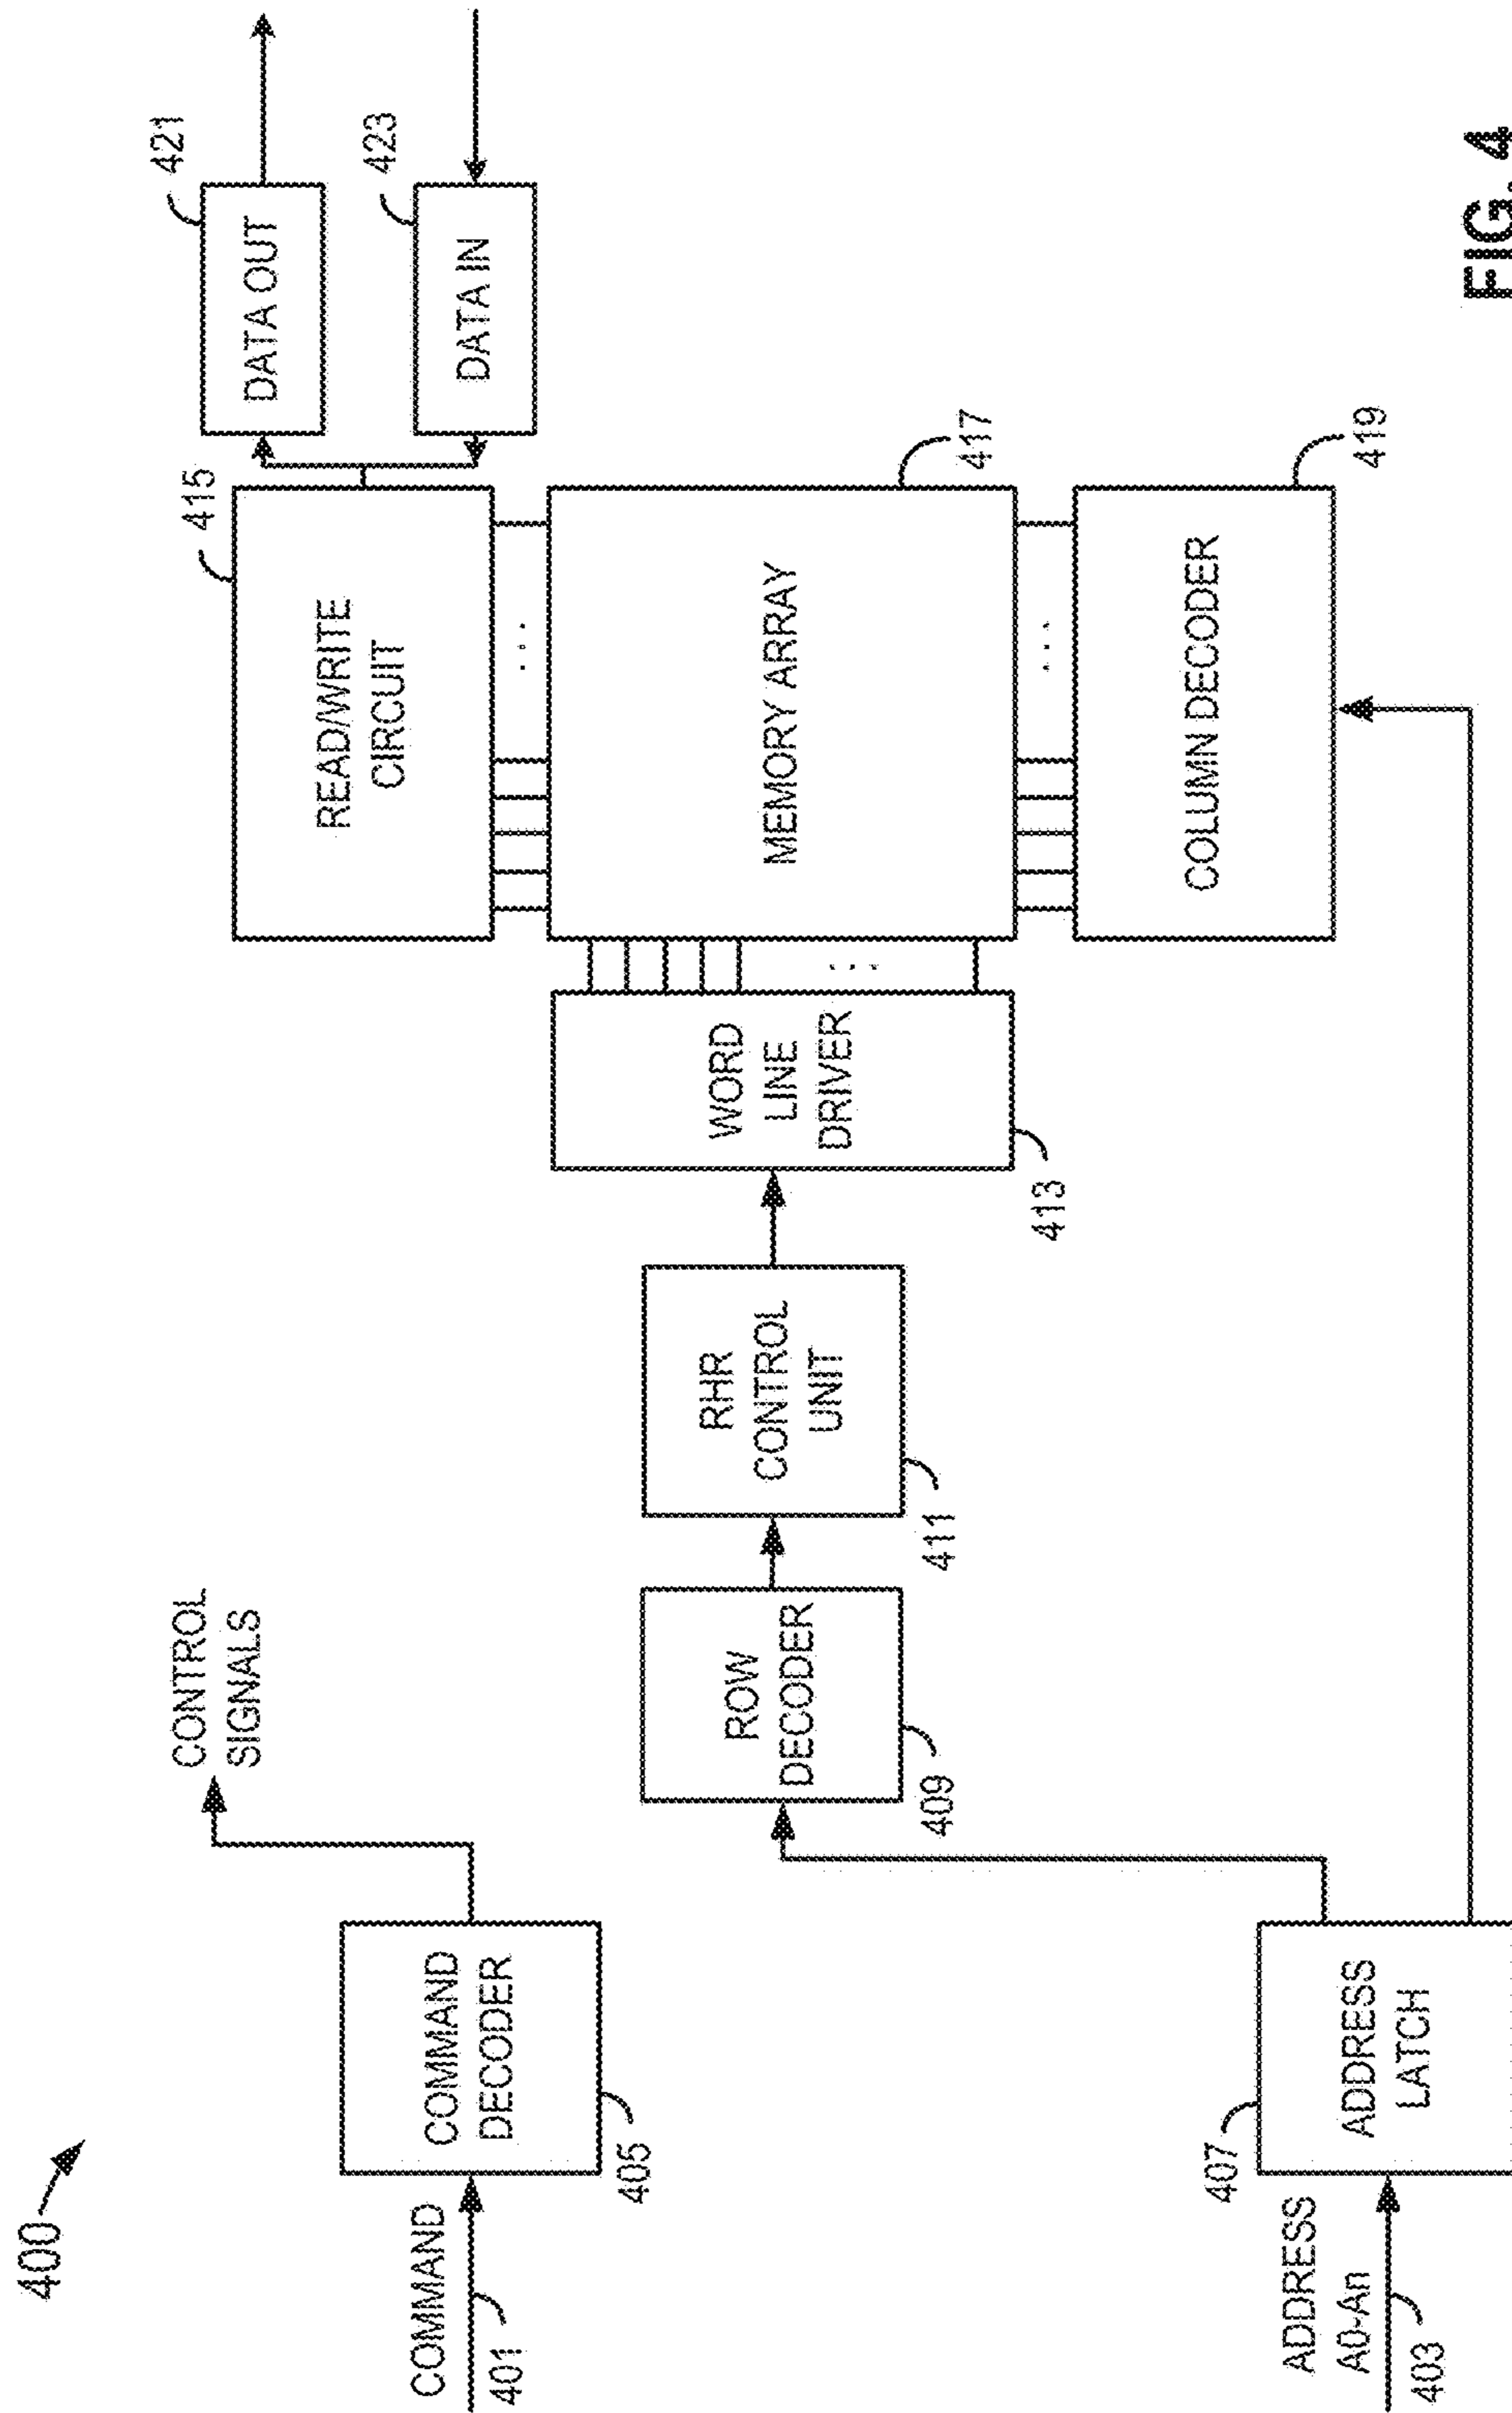 400
COMMAND
401
COMMAND
DECODER
405
CONTROL
SIGNALS
ADDRESS
A0-An
403
ADDRESS
LATCH
407
ROW
DECODER
409
RHR
CONTROL
UNIT
411
WORD
LINE
DRIVER
413
READ/WRITE
CIRCUIT
415
...
MEMORY ARRAY
417
...
...
COLUMN DECODER
419
DATA OUT
421
DATA IN
423
FIG. 4